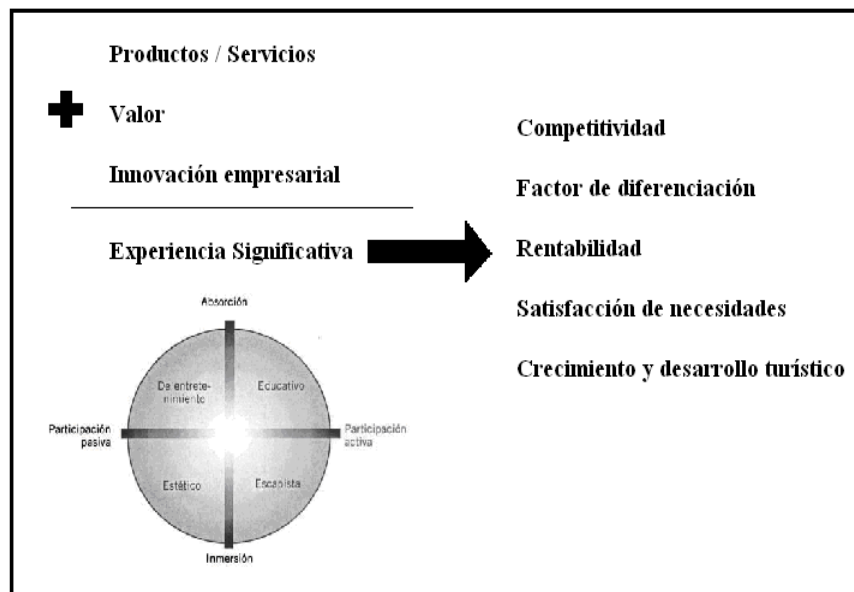 Productos / Servicios
Valor
Innovación empresarial
Experiencia Significativa
Competitividad
Factor de diferenciación
Rentabilidad
Satisfacción de necesidades
Crecimiento y desarrollo turístico
Absorción
De entrete-
nimiento
Educativo
Participación
pasiva
Participación
activa
Estético
Escapista
Inmersión